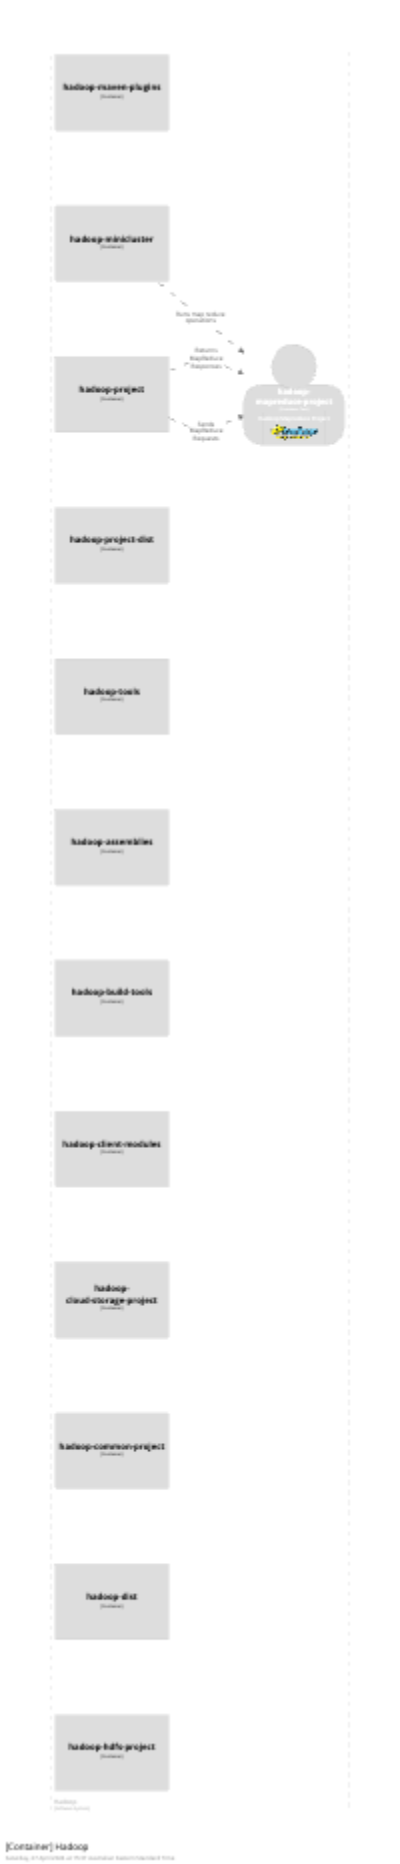 hadoop-maven-plugins
[Container]
hadoop-minicluster
[Container]
Runs map reduce
operations
hadoop-project
[Container]
Returns
MapReduce
Responses
Sends
MapReduce
Requests
hadoop-
mapreduce-project
hadoop-project-dist
[Container]
hadoop-tools
[Container]
hadoop-assemblies
[Container]
hadoop-build-tools
[Container]
hadoop-client-modules
[Container]
hadoop-
cloud-storage-project
[Container]
hadoop-common-project
[Container]
hadoop-dist
[Container]
hadoop-hdfs-project
[Container]
Hadoop
[Software System]
[Container] Hadoop